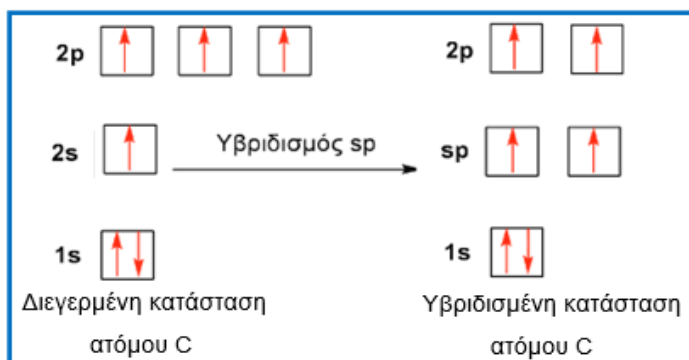 2p
2p
2s
Υβριδισμός sp
sp
1s
1s
Διεγερμένη κατάσταση
ατόμου C
Υβριδισμένη κατάσταση
ατόμου C